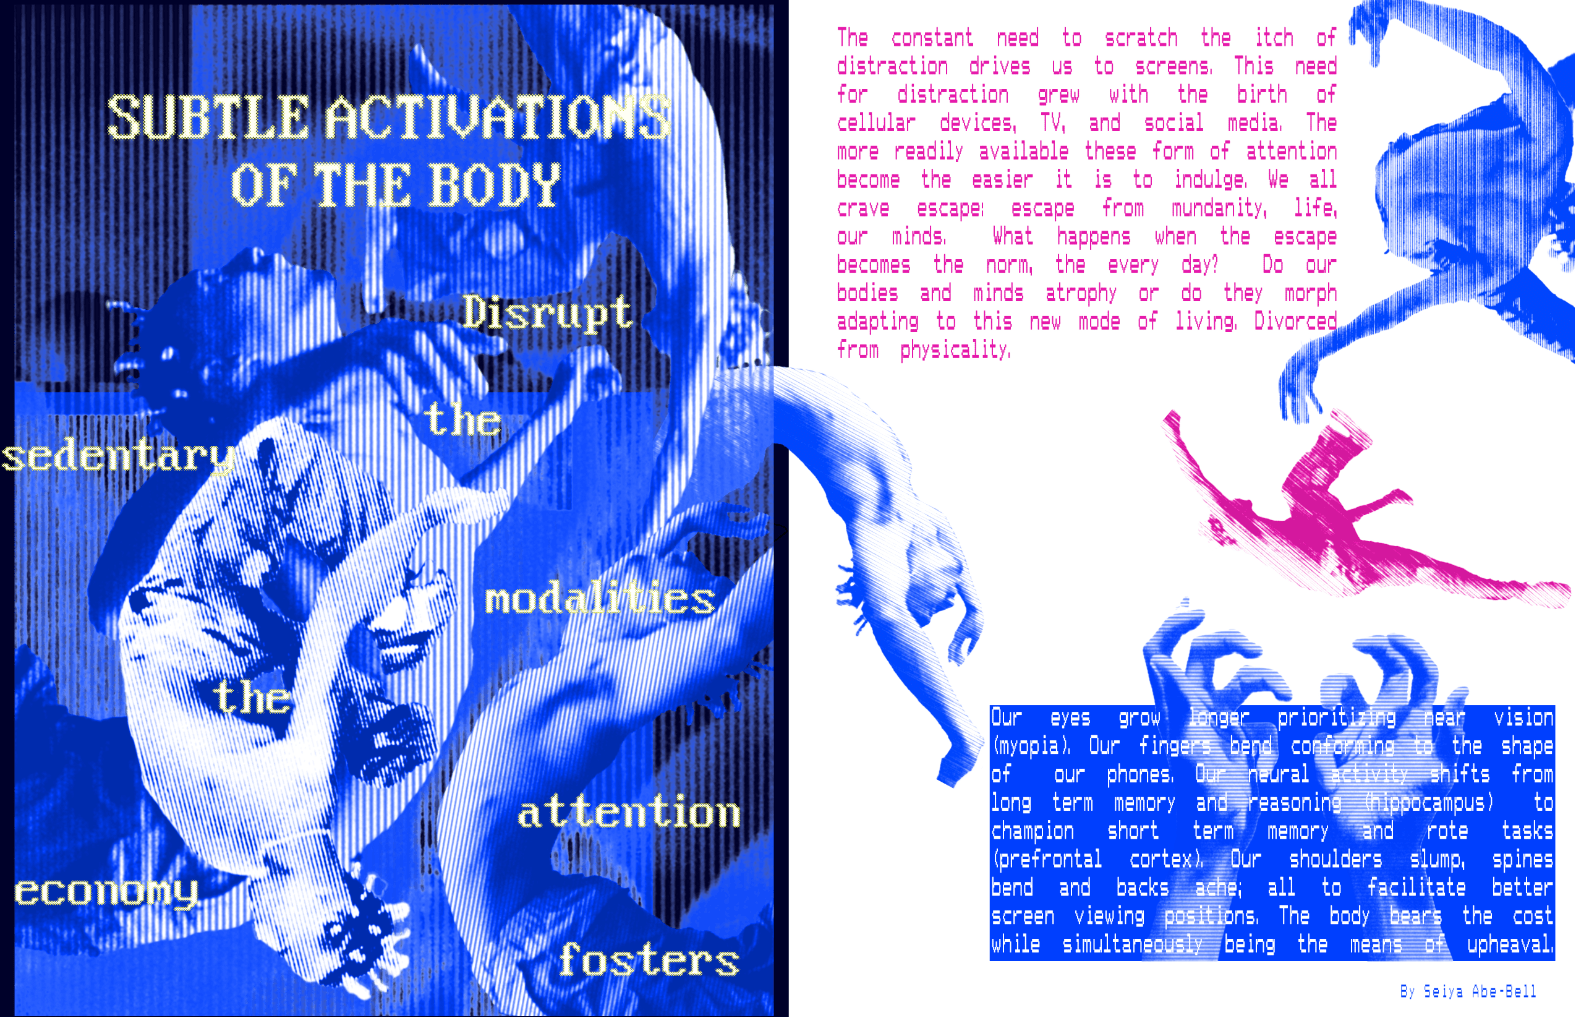 SUBTLE ACTIVATIONS
OF THE BODY
Disrupt
the
sedentary
modalities
the
attention
economy
fosters
The constant need to scratch the itch of
distraction drives us to screens. This need
for distraction grew with the birth of
cellular devices, TV, and social media. The
more readily available these form of attention
become the easier it is to indulge. We all
crave escape: escape from mundanity, life,
our minds. What happens when the escape
becomes the norm, the every day? Do our
bodies and minds atrophy or do they morph
adapting to this new mode of living. Divorced
from physicality.
Our eyes grow longer prioritizing near vision
(myopia). Our fingers bend conforming to the shape
of our phones. Our neural activity shifts from
long term memory and reasoning (hippocampus) to
champion short term memory and rote tasks
(prefrontal cortex). Our shoulders slump, spines
bend and backs ache; all to facilitate better
screen viewing positions. The body bears the cost
while simultaneously being the means of upheaval.
By Seiya Abe-Bell